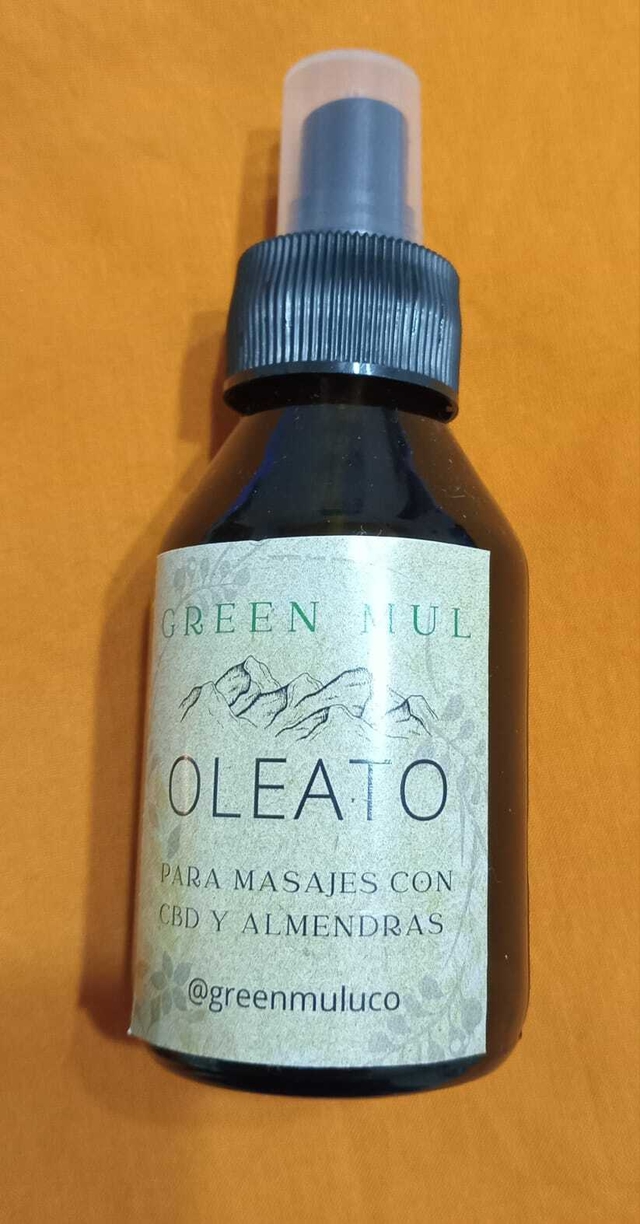 GREEN MUL
OLEATO
PARA MASAJES CON
CBD Y ALMENDRAS
@greenmuluco